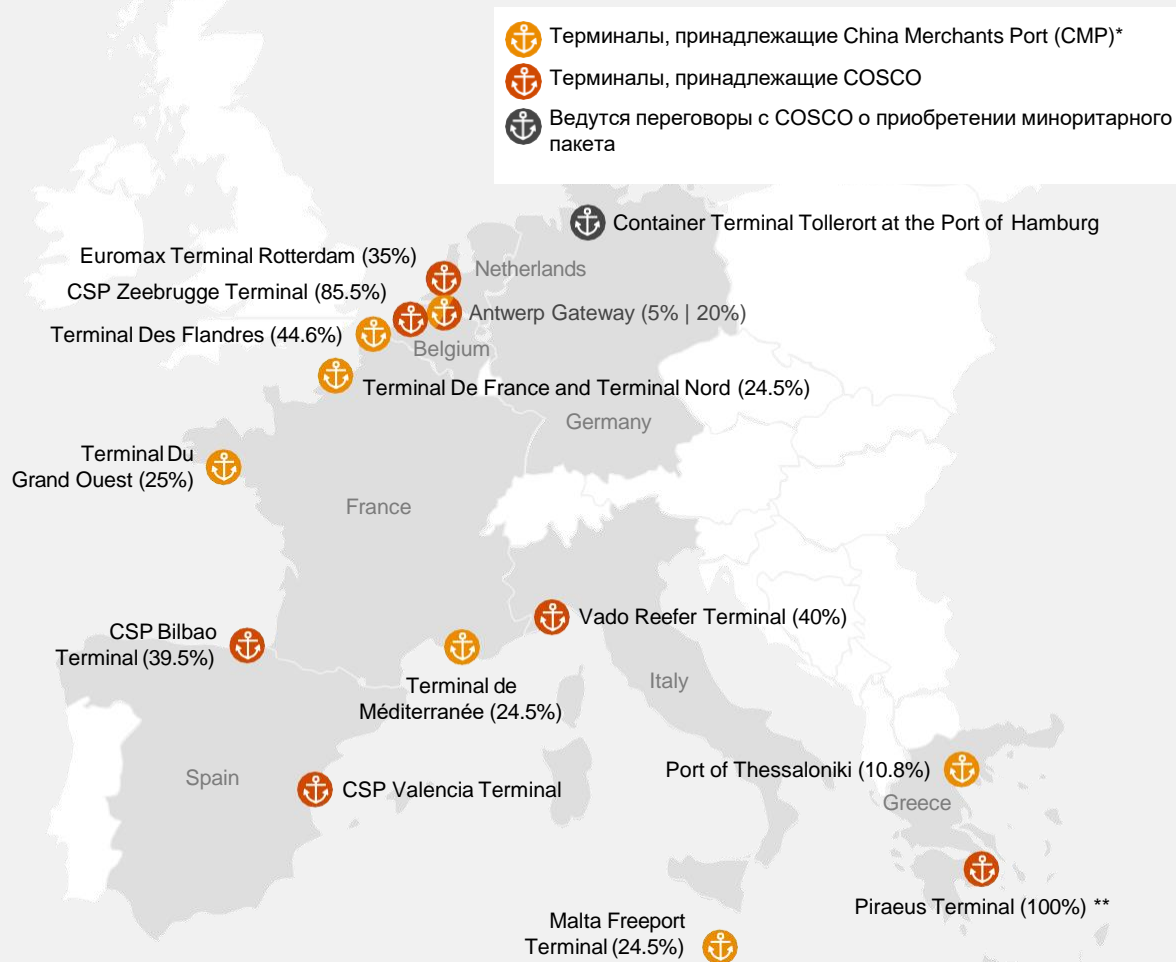 Терминалы, принадлежащие China Merchants Port (CMP)*
Терминалы, принадлежащие COSCO
Ведутся переговоры с COSCO о приобретении миноритарного
пакета
Container Terminal Tollerort at the Port of Hamburg
Euromax Terminal Rotterdam (35%)
Netherlands
CSP Zeebrugge Terminal (85.5%)
Antwerp Gateway (5% | 20%)
Terminal Des Flandres (44.6%)
Belgium
Terminal De France and Terminal Nord (24.5%)
Germany
Terminal Du
Grand Ouest (25%)
France
Vado Reefer Terminal (40%)
CSP Bilbao
Terminal (39.5%)
Italy
Terminal de
Méditerranée (24.5%)
Spain
CSP Valencia Terminal
Port of Thessaloniki (10.8%)
Greece
Piraeus Terminal (100%) **
Malta Freeport
Terminal (24.5%)